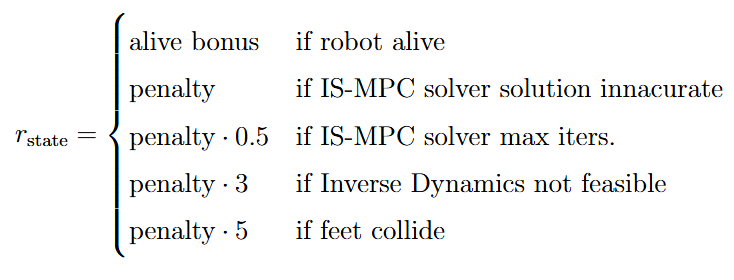 alive bonus if robot alive
penalty if IS-MPC solver solution innacurate
r_state = { penalty · 0.5 if IS-MPC solver max iters.
penalty · 3 if Inverse Dynamics not feasible
penalty · 5 if feet collide